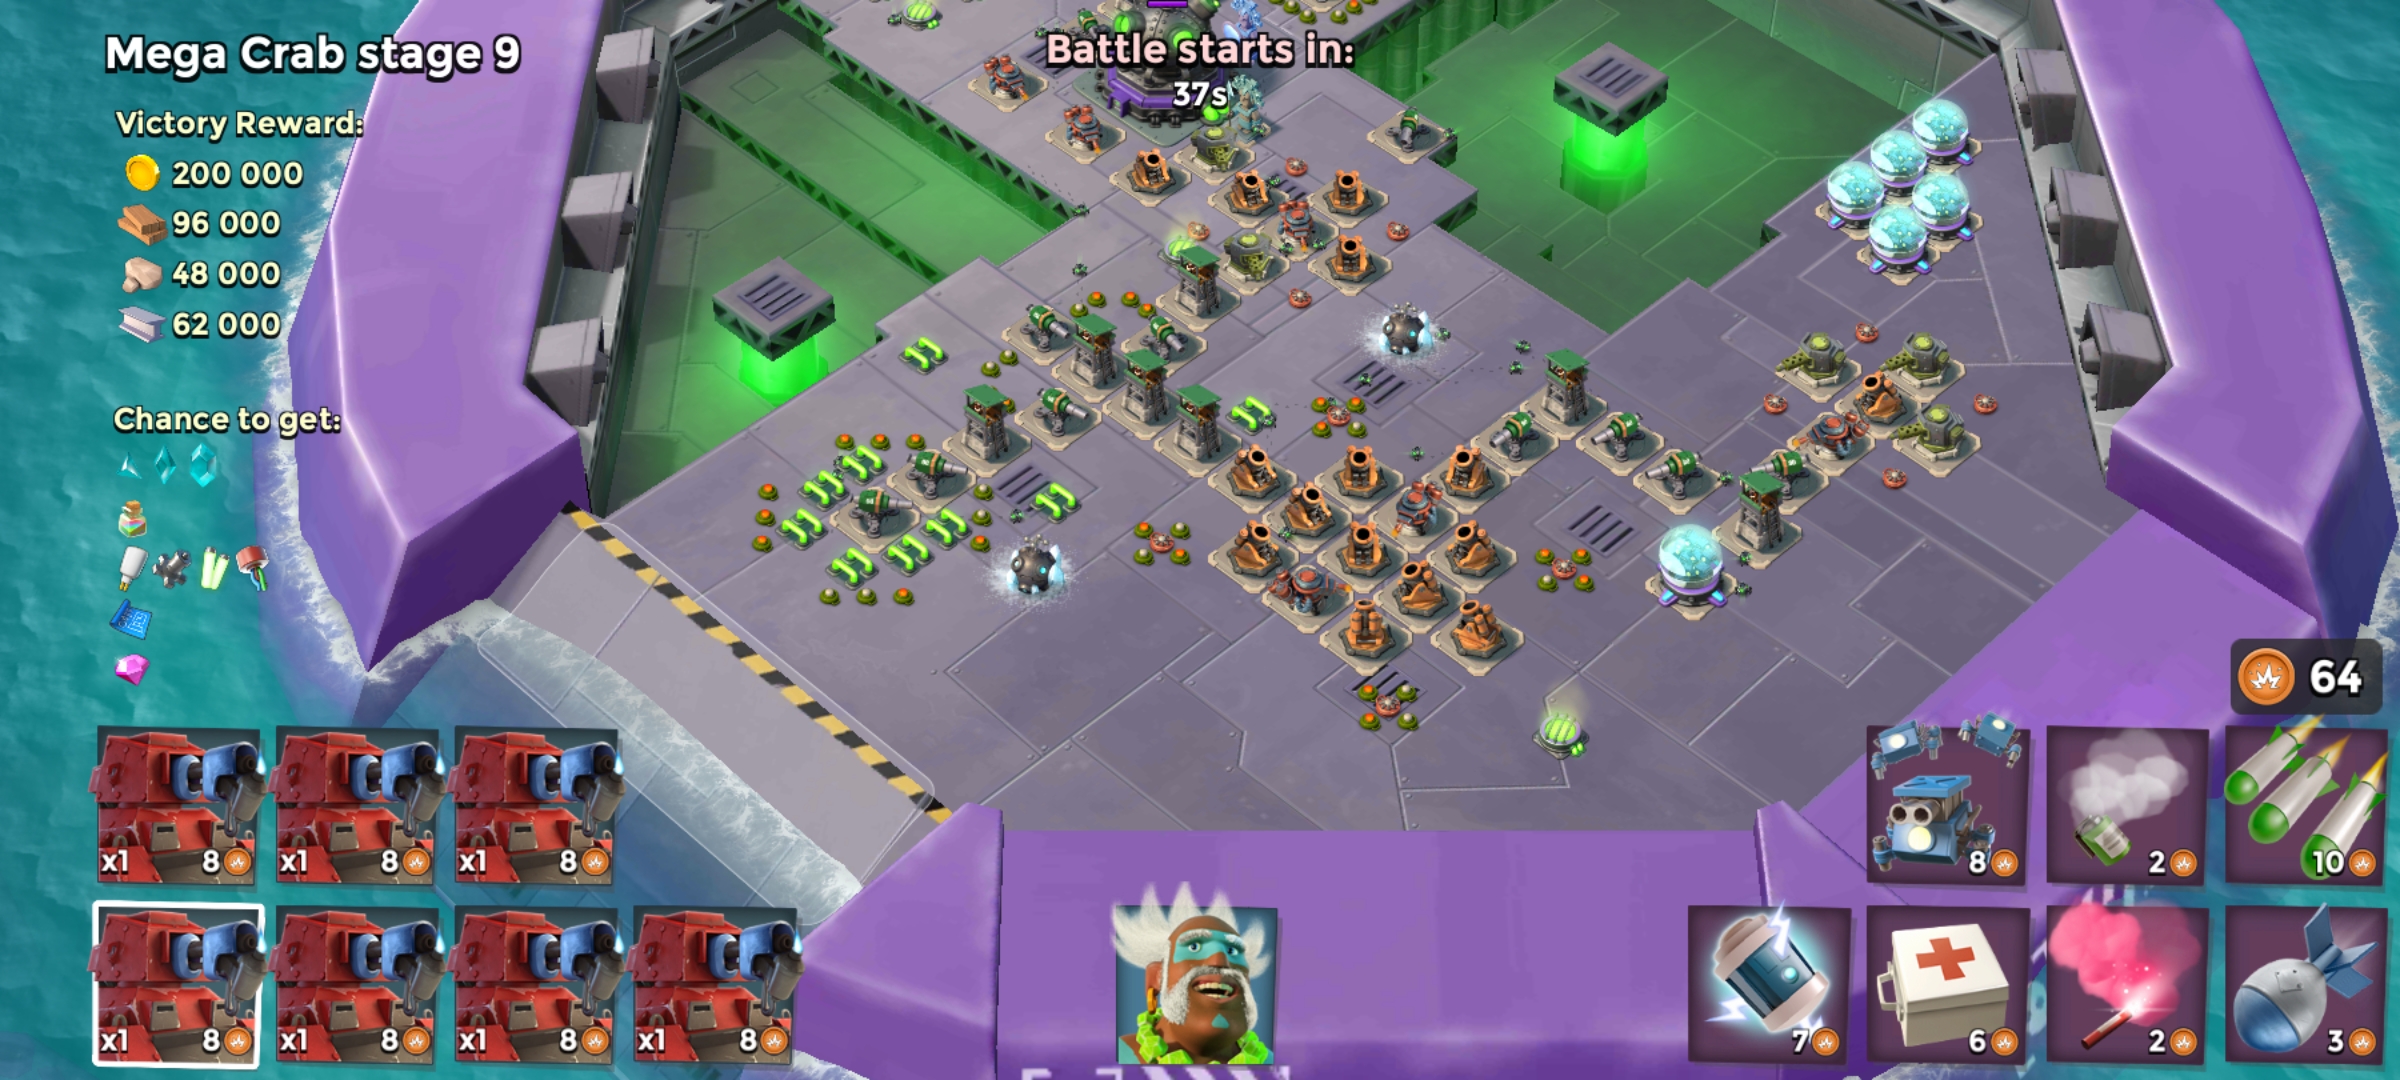 Mega Crab stage 9
Battle starts in:
37s
Victory Reward:
200 000
96 000
48 000
62 000
Chance to get:
64
x1 8
x1 8
x1 8
8
2
10
x1 8
x1 8
x1 8
x1 8
7
6
2
3